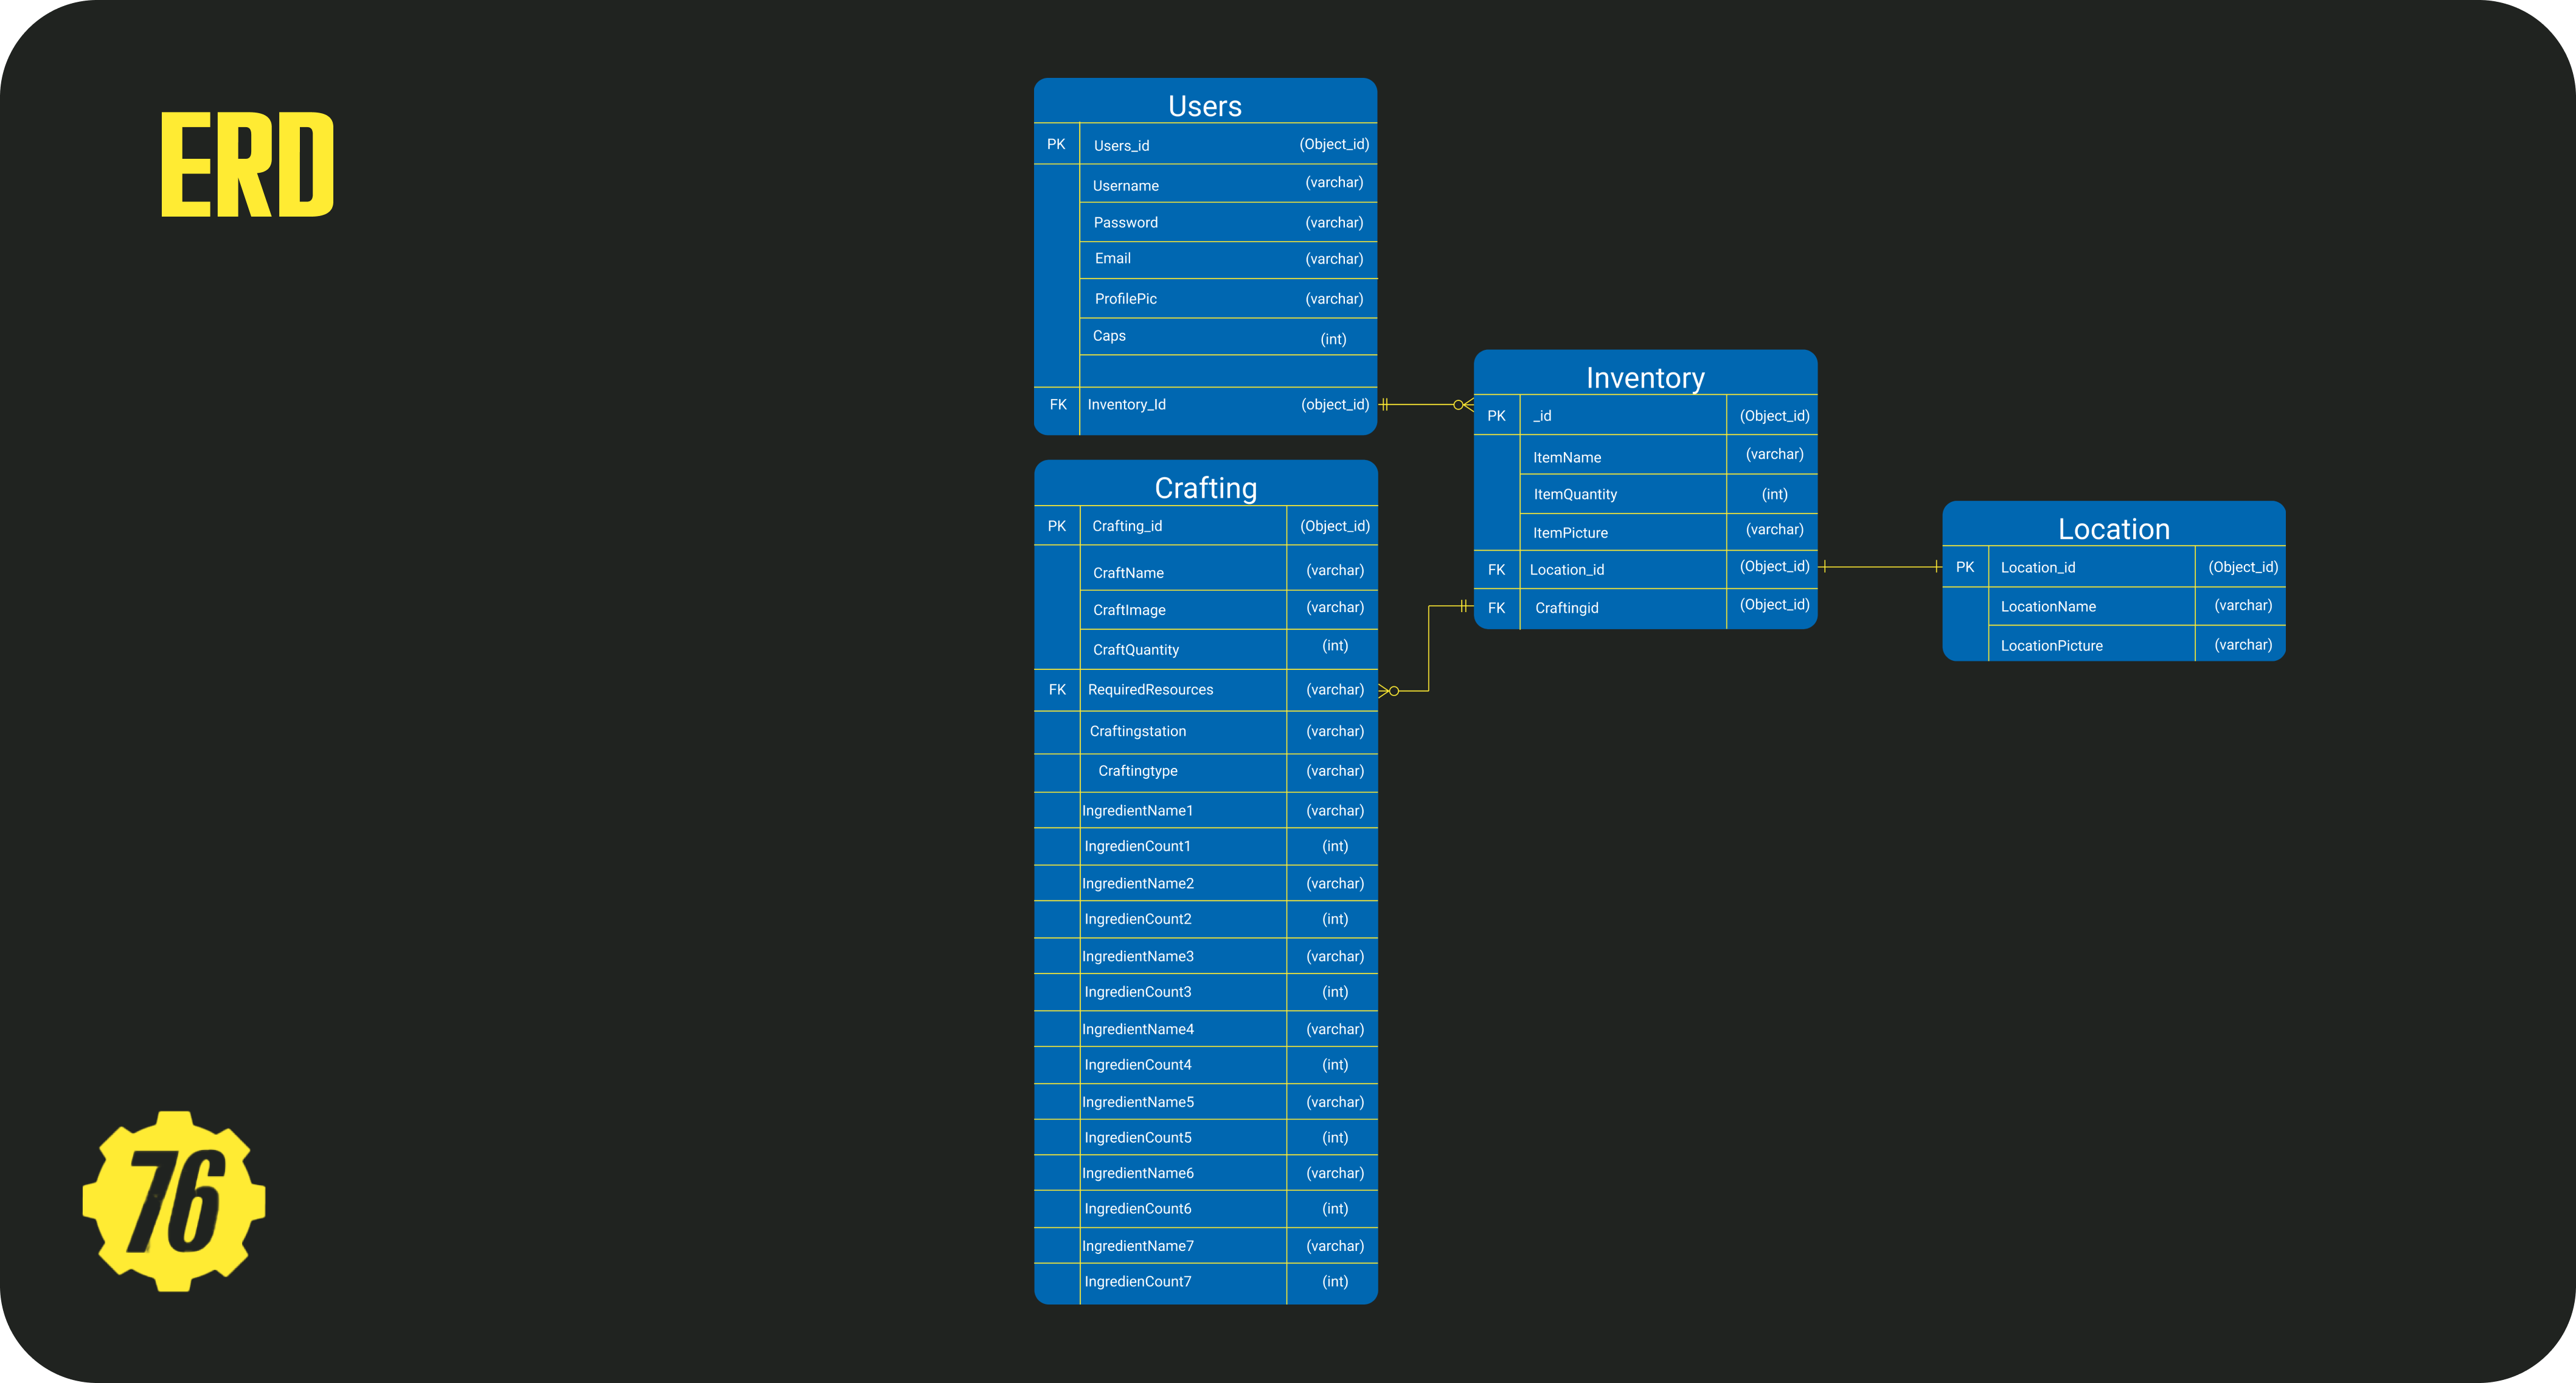 ERD
Users
PK Users_id (Object_id)
Username (varchar)
Password (varchar)
Email (varchar)
ProfilePic (varchar)
Caps (int)
FK Inventory_Id (object_id)
Crafting
PK Crafting_id (Object_id)
CraftName (varchar)
CraftImage (varchar)
CraftQuantity (int)
FK RequiredResources (varchar)
Craftingstation (varchar)
Craftingtype (varchar)
IngredientName1 (varchar)
IngredienCount1 (int)
IngredientName2 (varchar)
IngredienCount2 (int)
IngredientName3 (varchar)
IngredienCount3 (int)
IngredientName4 (varchar)
IngredienCount4 (int)
IngredientName5 (varchar)
IngredienCount5 (int)
IngredientName6 (varchar)
IngredienCount6 (int)
IngredientName7 (varchar)
IngredienCount7 (int)
Inventory
PK _id (Object_id)
ItemName (varchar)
ItemQuantity (int)
ItemPicture (varchar)
FK Location_id (Object_id)
FK Craftingid (Object_id)
Location
PK Location_id (Object_id)
LocationName (varchar)
LocationPicture (varchar)
76